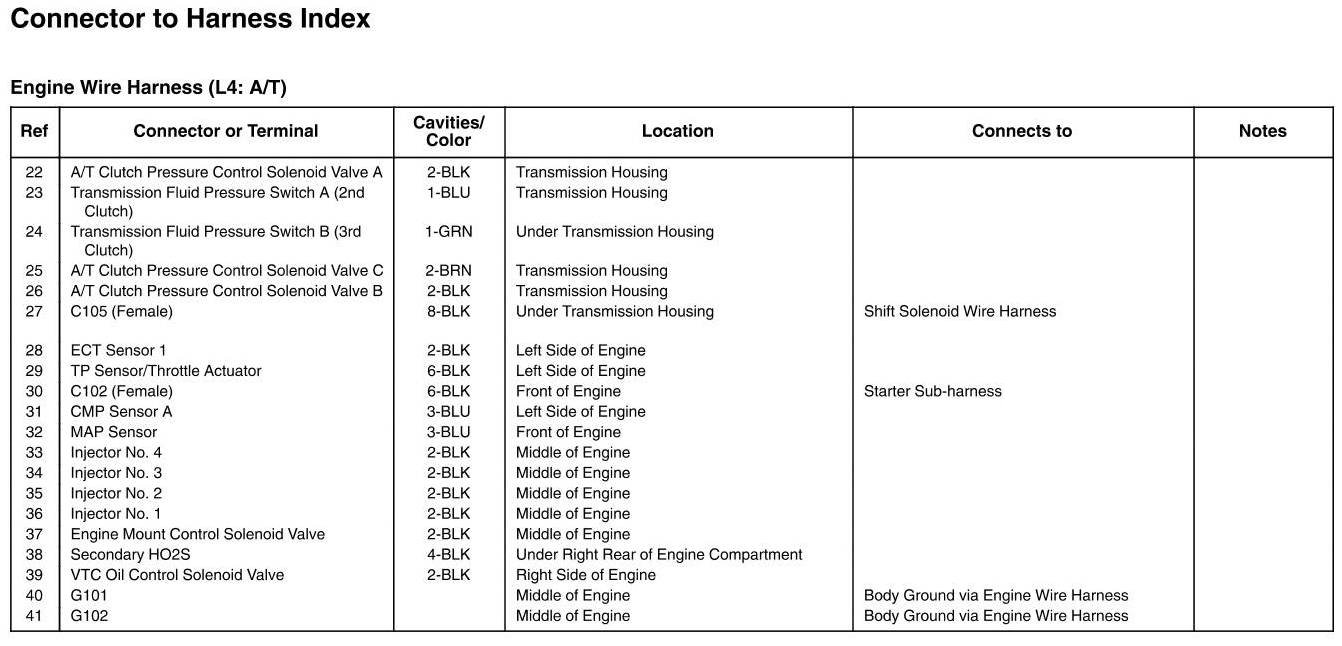 Connector to Harness Index
Engine Wire Harness (L4: A/T)
Ref Connector or Terminal Cavities/ Color Location Connects to Notes
22 A/T Clutch Pressure Control Solenoid Valve A 2-BLK Transmission Housing
23 Transmission Fluid Pressure Switch A (2nd 1-BLU Transmission Housing
Clutch)
24 Transmission Fluid Pressure Switch B (3rd 1-GRN Under Transmission Housing
Clutch)
25 A/T Clutch Pressure Control Solenoid Valve C 2-BRN Transmission Housing
26 A/T Clutch Pressure Control Solenoid Valve B 2-BLK Transmission Housing
27 C105 (Female) 8-BLK Under Transmission Housing Shift Solenoid Wire Harness
28 ECT Sensor 1 2-BLK Left Side of Engine
29 TP Sensor/Throttle Actuator 6-BLK Left Side of Engine
30 C102 (Female) 6-BLK Front of Engine Starter Sub-harness
31 CMP Sensor A 3-BLU Left Side of Engine
32 MAP Sensor 3-BLU Front of Engine
33 Injector No. 4 2-BLK Middle of Engine
34 Injector No. 3 2-BLK Middle of Engine
35 Injector No. 2 2-BLK Middle of Engine
36 Injector No. 1 2-BLK Middle of Engine
37 Engine Mount Control Solenoid Valve 2-BLK Middle of Engine
38 Secondary HO2S 4-BLK Under Right Rear of Engine Compartment
39 VTC Oil Control Solenoid Valve 2-BLK Right Side of Engine
40 G101 Middle of Engine Body Ground via Engine Wire Harness
41 G102 Middle of Engine Body Ground via Engine Wire Harness